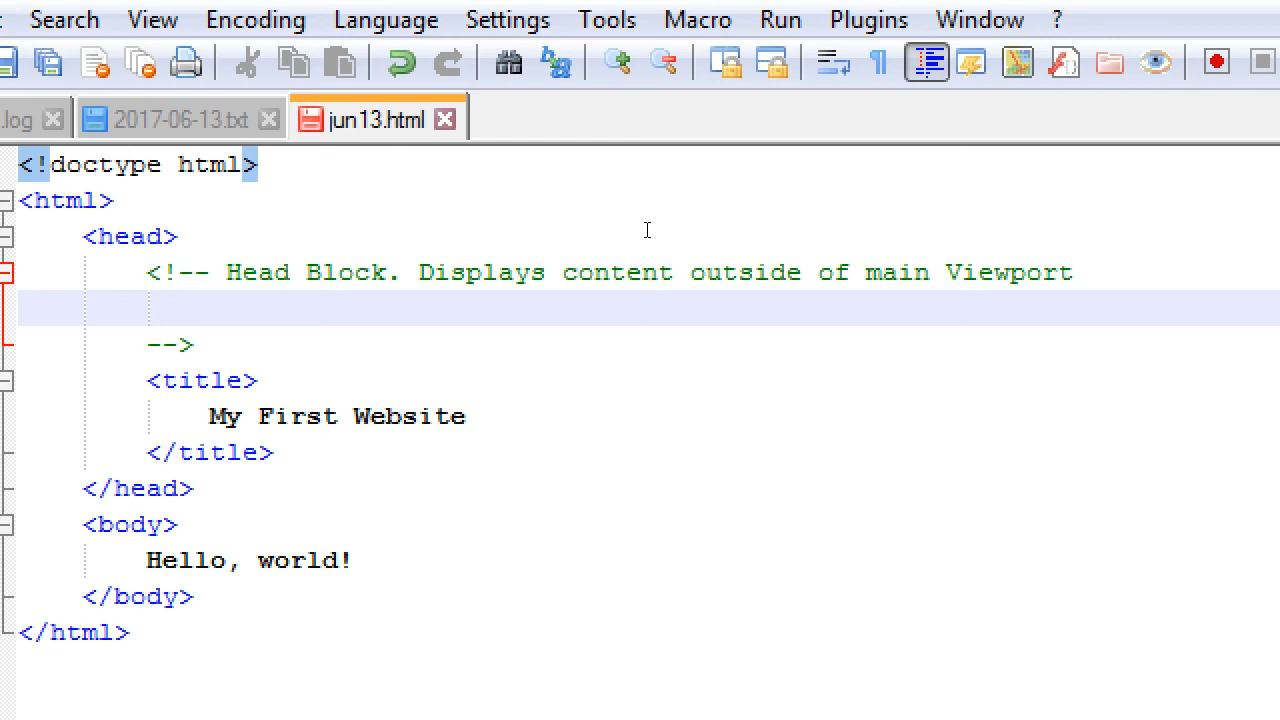 Search View Encoding Language Settings Tools Macro Run Plugins Window ?
.log 2017-06-13.txt jun13.html
<!doctype html>
<html>
<head>
<!-- Head Block. Displays content outside of main Viewport
-->
<title>
My First Website
</title>
</head>
<body>
Hello, world!
</body>
</html>